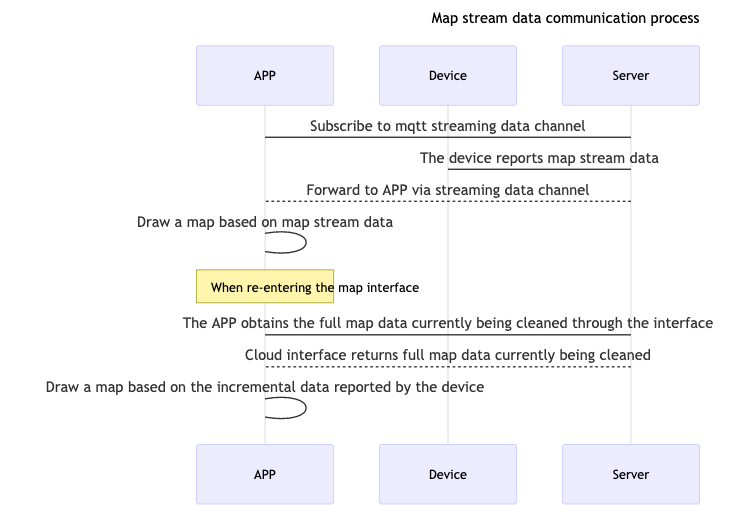 Map stream data communication process
APP
Device
Server
Subscribe to mqtt streaming data channel
The device reports map stream data
Forward to APP via streaming data channel
Draw a map based on map stream data
When re-entering the map interface
The APP obtains the full map data currently being cleaned through the interface
Cloud interface returns full map data currently being cleaned
Draw a map based on the incremental data reported by the device
APP
Device
Server